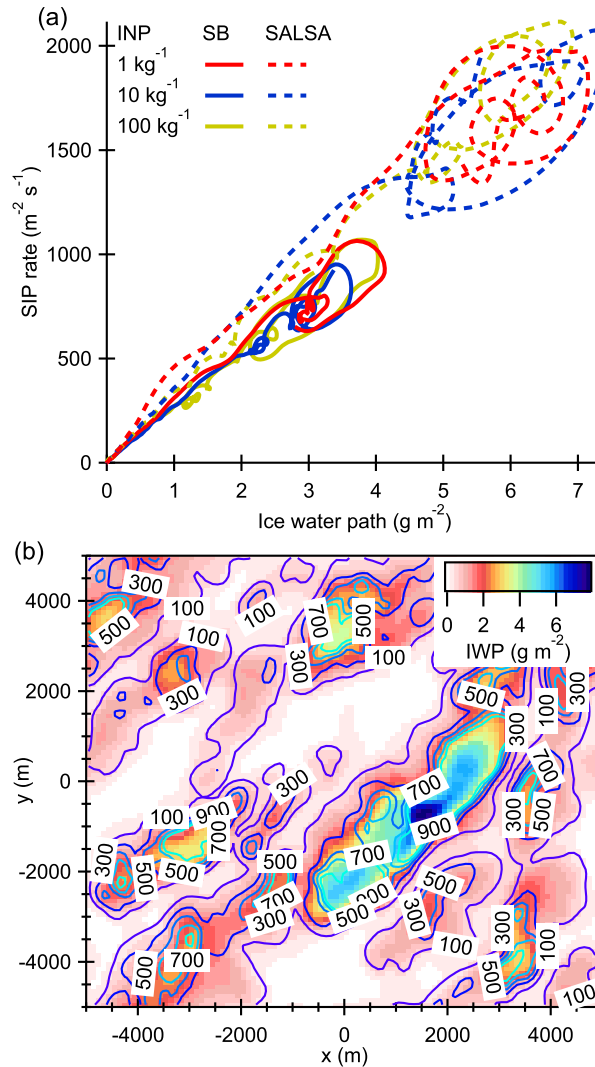 (a)
INP SB SALSA
1 kg⁻¹
10 kg⁻¹
100 kg⁻¹
2000
1500
1000
500
0
SIP rate (m⁻² s⁻¹)
0 1 2 3 4 5 6 7
Ice water path (g m⁻²)
(b)
0 2 4 6
IWP (g m⁻²)
4000
2000
0
-2000
-4000
y (m)
300 100 100 700 500
500 100 300 100
300 500 300
100 300
700
300 700
100 900 300 500
700 900
300 500 500 500 700
700 500
300 500 300 300 100
500 700 100 500 100
-4000 -2000 0 2000 4000
x (m)